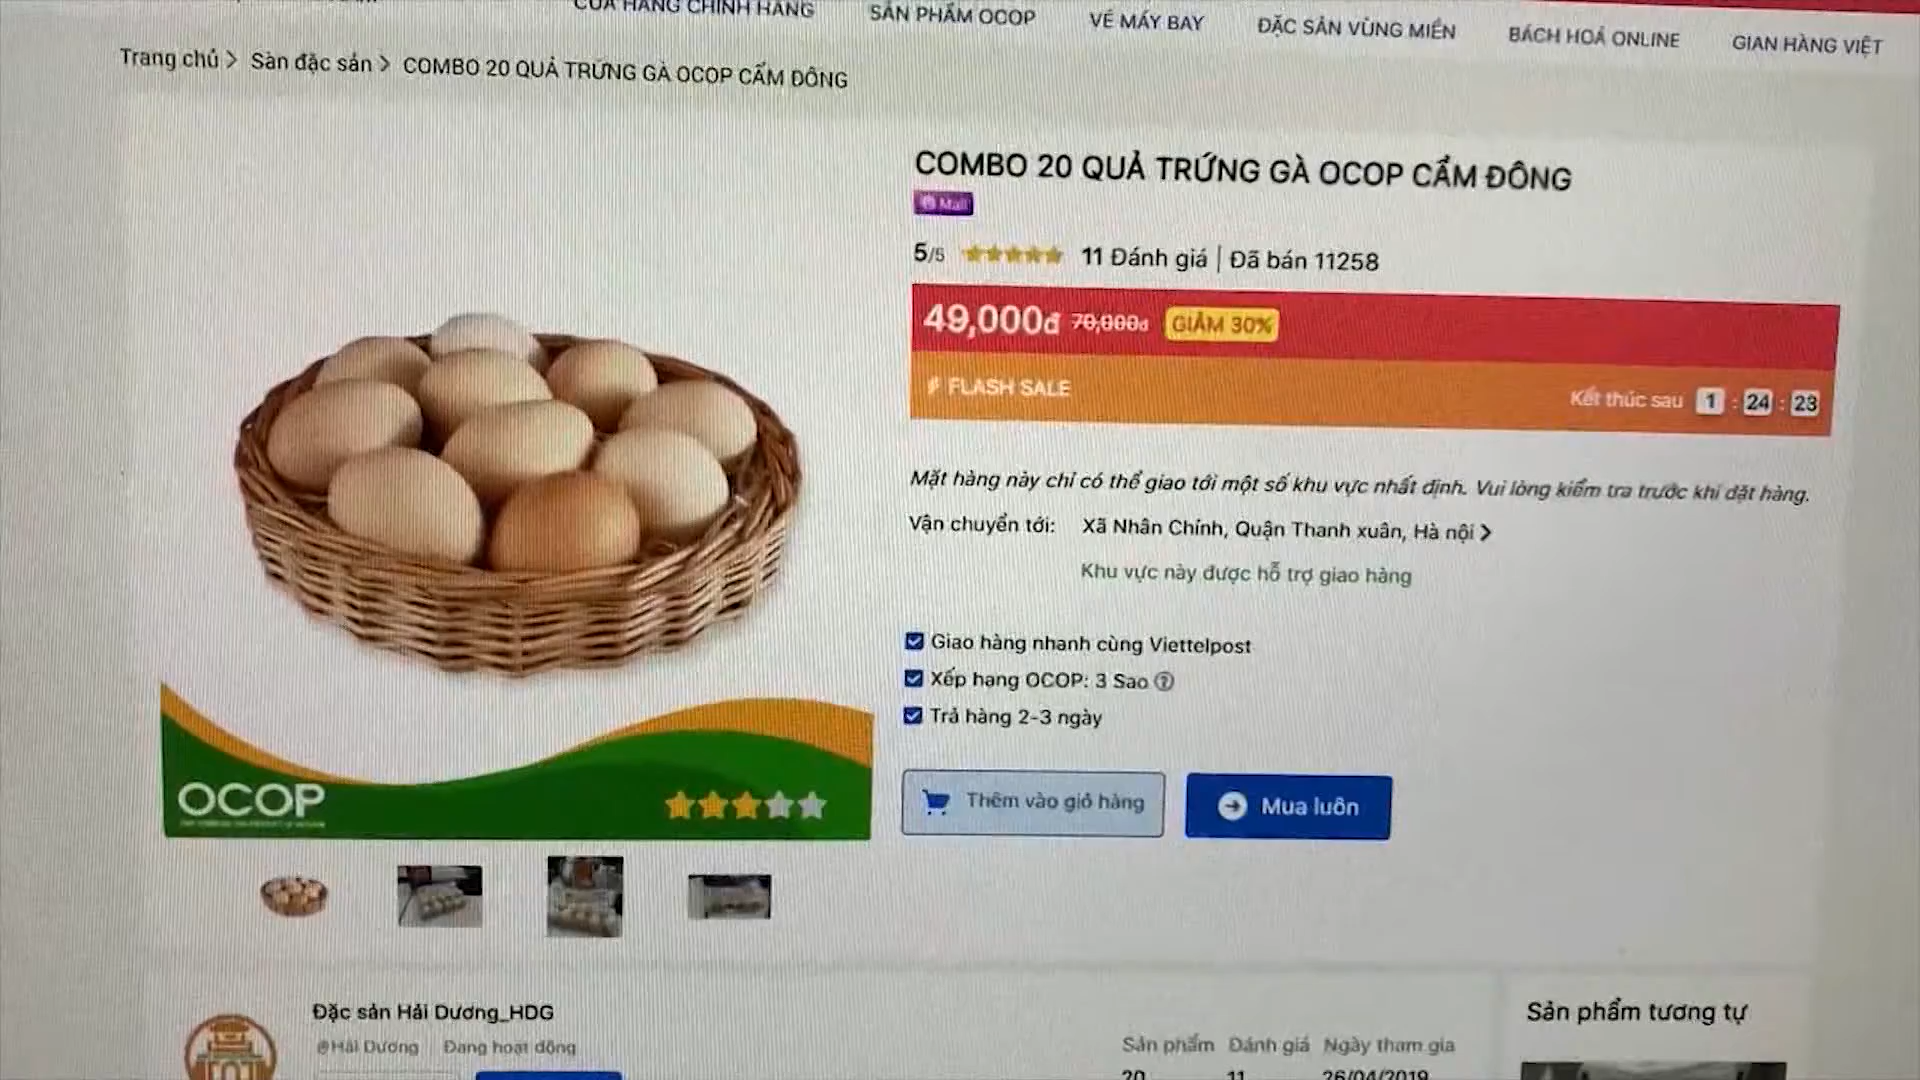 CỬA HÀNG CHÍNH HÃNG
SẢN PHẨM OCOP
VÉ MÁY BAY
ĐẶC SẢN VÙNG MIỀN
BÁCH HOÁ ONLINE
GIAN HÀNG VIỆT
Trang chủ > Sàn đặc sản > COMBO 20 QUẢ TRỨNG GÀ OCOP CẨM ĐÔNG
COMBO 20 QUẢ TRỨNG GÀ OCOP CẨM ĐÔNG
Mall
5/5 11 Đánh giá | Đã bán 11258
49,000đ 70,000đ GIẢM 30%
FLASH SALE
Kết thúc sau 1 : 24 : 23
Mặt hàng này chỉ có thể giao tới một số khu vực nhất định. Vui lòng kiểm tra trước khi đặt hàng.
Vận chuyển tới: Xã Nhân Chính, Quận Thanh xuân, Hà nội >
Khu vực này được hỗ trợ giao hàng
Giao hàng nhanh cùng Viettelpost
Xếp hạng OCOP: 3 Sao ?
Trả hàng 2-3 ngày
Thêm vào giỏ hàng
Mua luôn
OCOP
Đặc sản Hải Dương_HDG
@Hải Dương | Đang hoạt động
Sản phẩm Đánh giá Ngày tham gia
20 11 26/04/2019
Sản phẩm tương tự